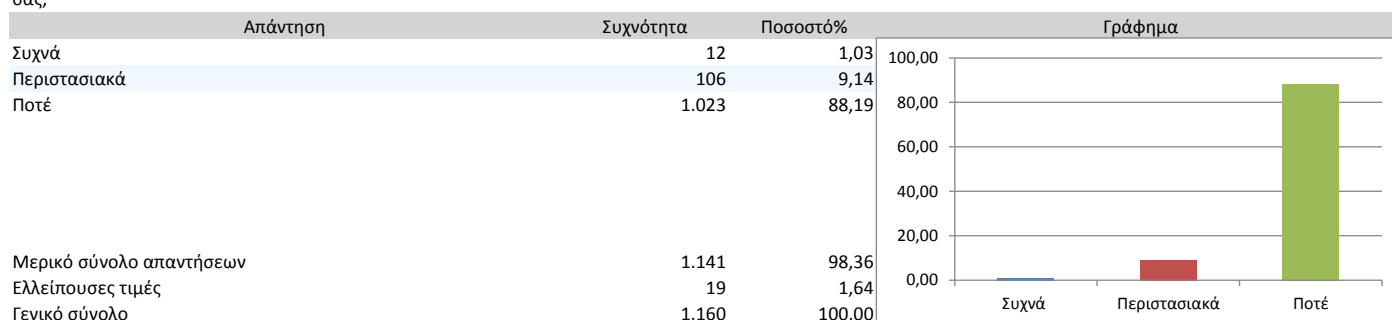 σας;
Απάντηση Συχνότητα Ποσοστό% Γράφημα
Συχνά 12 1,03
Περιστασιακά 106 9,14
Ποτέ 1.023 88,19
Μερικό σύνολο απαντήσεων 1.141 98,36
Ελλείπουσες τιμές 19 1,64
Γενικό σύνολο 1.160 100,00
100,00
80,00
60,00
40,00
20,00
0,00
Συχνά Περιστασιακά Ποτέ